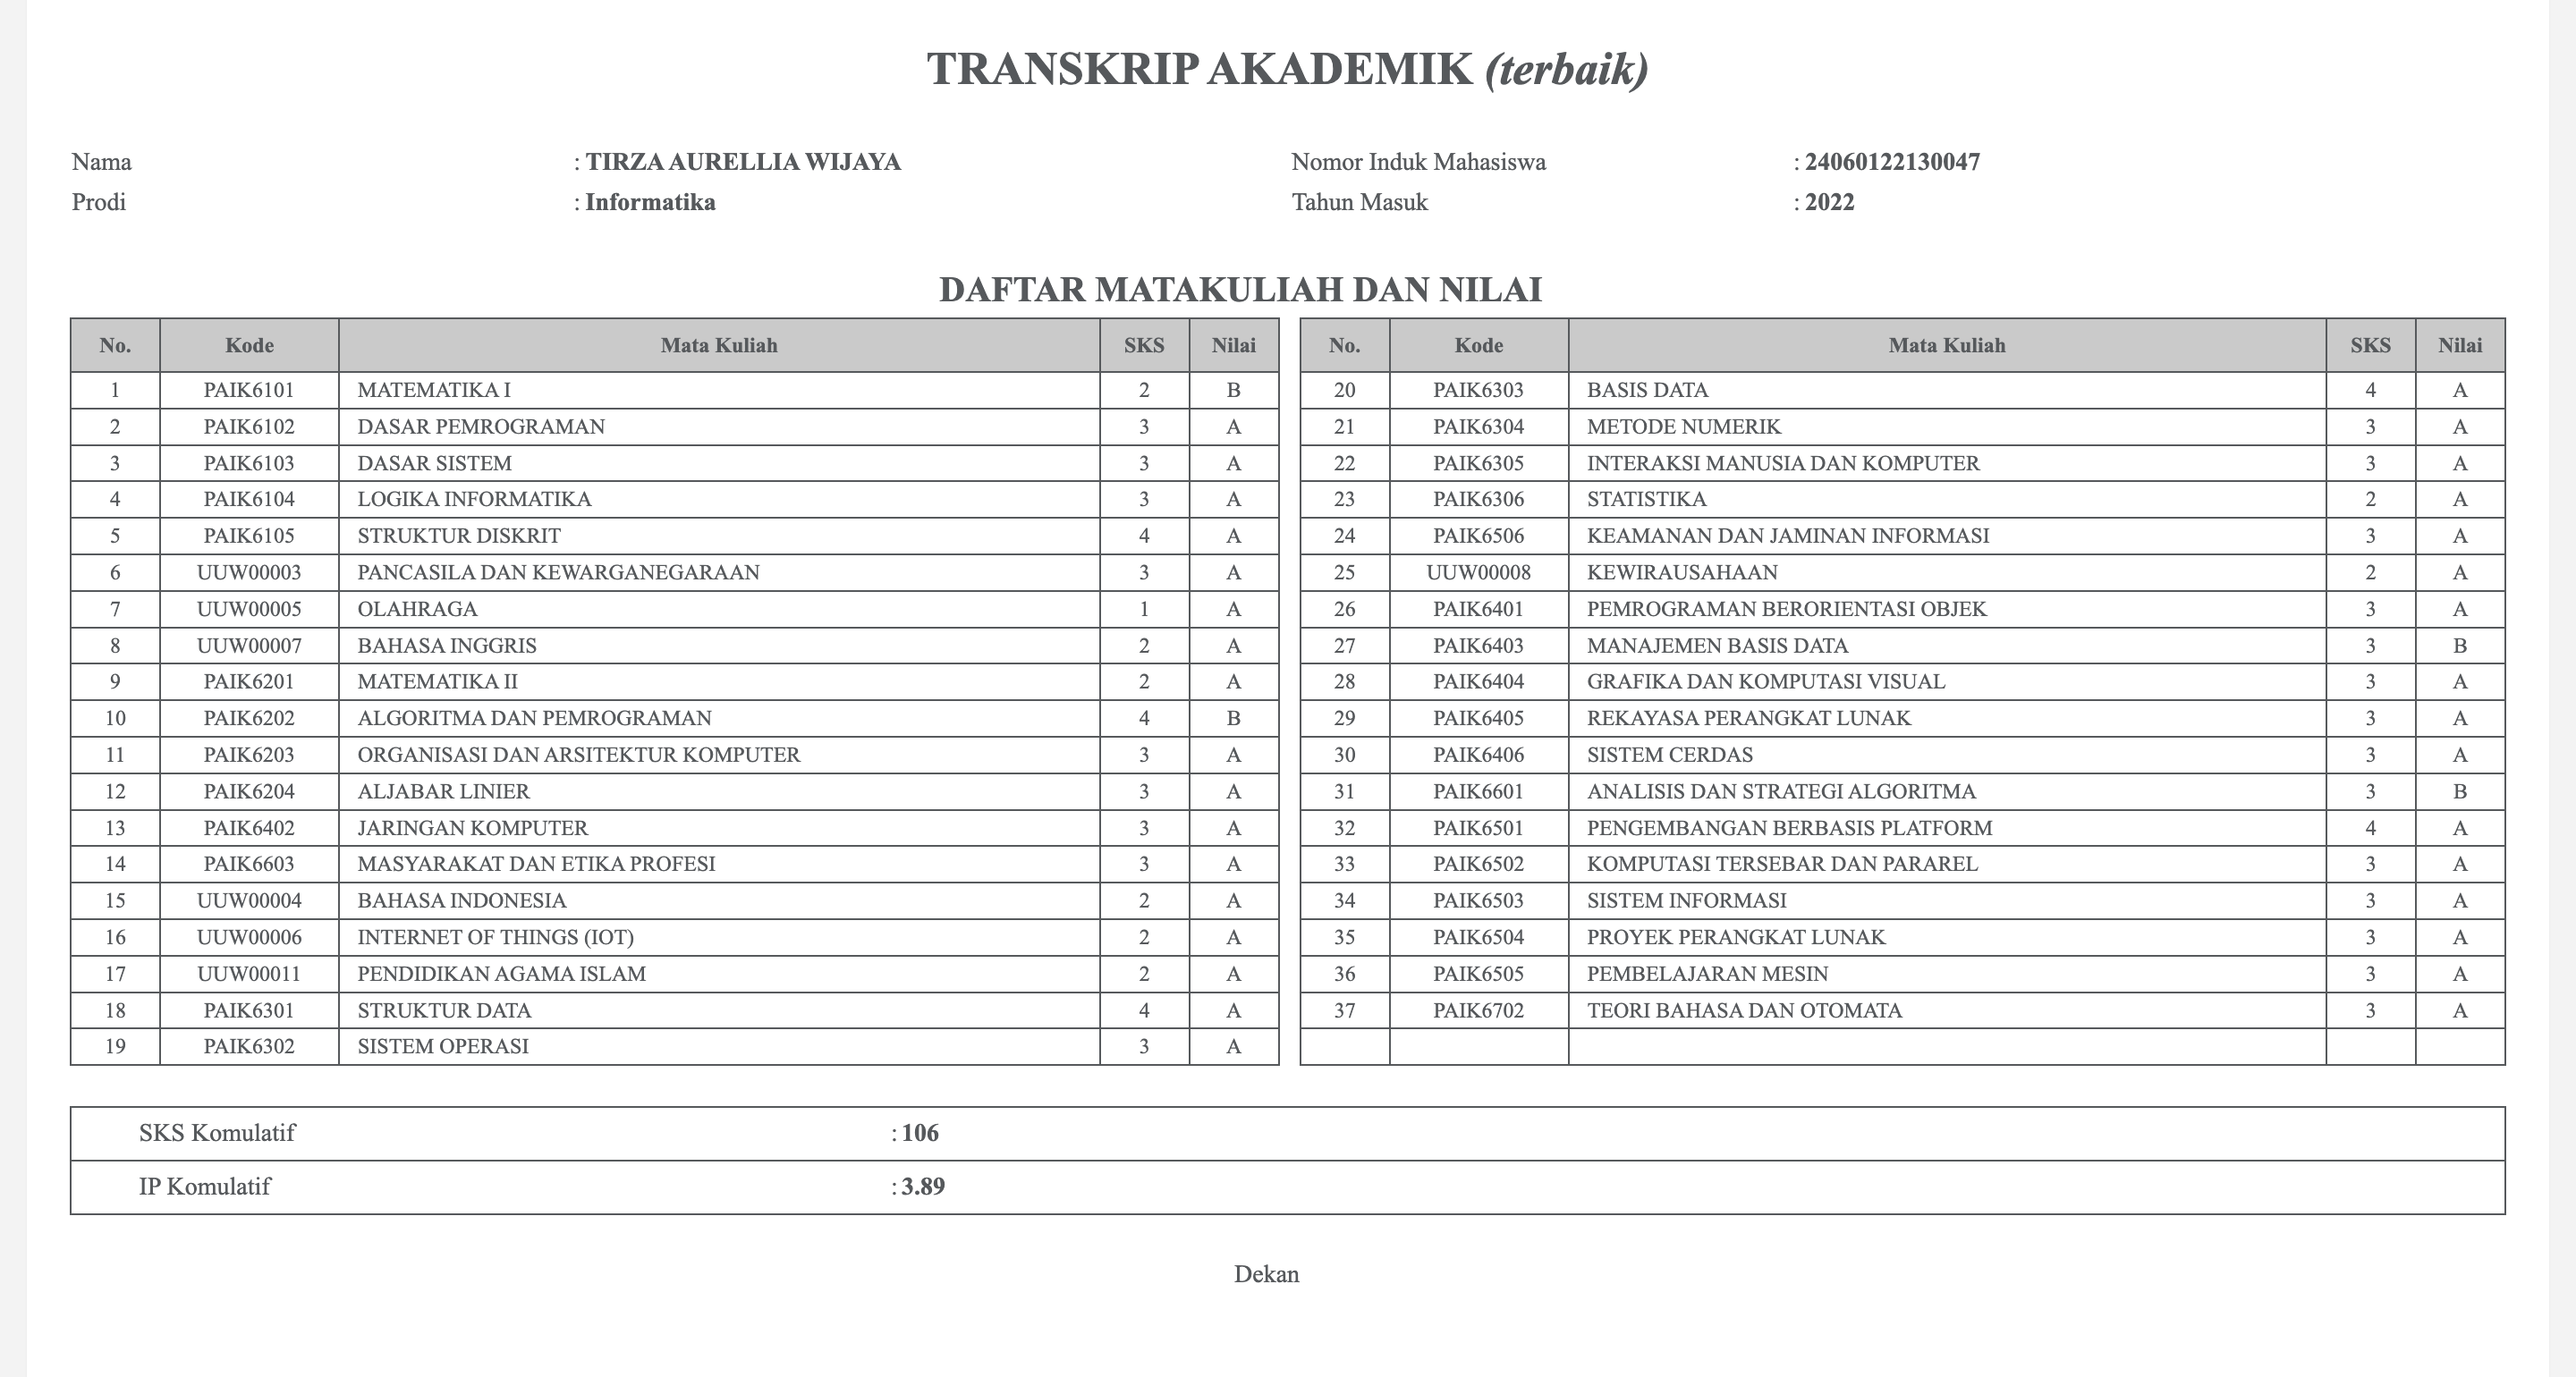 TRANSKRIP AKADEMIK (terbaik)
Nama : TIRZA AURELLIA WIJAYA Nomor Induk Mahasiswa : 24060122130047
Prodi : Informatika Tahun Masuk : 2022
DAFTAR MATAKULIAH DAN NILAI
No. Kode Mata Kuliah SKS Nilai
1 PAIK6101 MATEMATIKA I 2 B
2 PAIK6102 DASAR PEMROGRAMAN 3 A
3 PAIK6103 DASAR SISTEM 3 A
4 PAIK6104 LOGIKA INFORMATIKA 3 A
5 PAIK6105 STRUKTUR DISKRIT 4 A
6 UUW00003 PANCASILA DAN KEWARGANEGARAAN 3 A
7 UUW00005 OLAHRAGA 1 A
8 UUW00007 BAHASA INGGRIS 2 A
9 PAIK6201 MATEMATIKA II 2 A
10 PAIK6202 ALGORITMA DAN PEMROGRAMAN 4 B
11 PAIK6203 ORGANISASI DAN ARSITEKTUR KOMPUTER 3 A
12 PAIK6204 ALJABAR LINIER 3 A
13 PAIK6402 JARINGAN KOMPUTER 3 A
14 PAIK6603 MASYARAKAT DAN ETIKA PROFESI 3 A
15 UUW00004 BAHASA INDONESIA 2 A
16 UUW00006 INTERNET OF THINGS (IOT) 2 A
17 UUW00011 PENDIDIKAN AGAMA ISLAM 2 A
18 PAIK6301 STRUKTUR DATA 4 A
19 PAIK6302 SISTEM OPERASI 3 A
No. Kode Mata Kuliah SKS Nilai
20 PAIK6303 BASIS DATA 4 A
21 PAIK6304 METODE NUMERIK 3 A
22 PAIK6305 INTERAKSI MANUSIA DAN KOMPUTER 3 A
23 PAIK6306 STATISTIKA 2 A
24 PAIK6506 KEAMANAN DAN JAMINAN INFORMASI 3 A
25 UUW00008 KEWIRAUSAHAAN 2 A
26 PAIK6401 PEMROGRAMAN BERORIENTASI OBJEK 3 A
27 PAIK6403 MANAJEMEN BASIS DATA 3 B
28 PAIK6404 GRAFIKA DAN KOMPUTASI VISUAL 3 A
29 PAIK6405 REKAYASA PERANGKAT LUNAK 3 A
30 PAIK6406 SISTEM CERDAS 3 A
31 PAIK6601 ANALISIS DAN STRATEGI ALGORITMA 3 B
32 PAIK6501 PENGEMBANGAN BERBASIS PLATFORM 4 A
33 PAIK6502 KOMPUTASI TERSEBAR DAN PARAREL 3 A
34 PAIK6503 SISTEM INFORMASI 3 A
35 PAIK6504 PROYEK PERANGKAT LUNAK 3 A
36 PAIK6505 PEMBELAJARAN MESIN 3 A
37 PAIK6702 TEORI BAHASA DAN OTOMATA 3 A
SKS Komulatif : 106
IP Komulatif : 3.89
Dekan